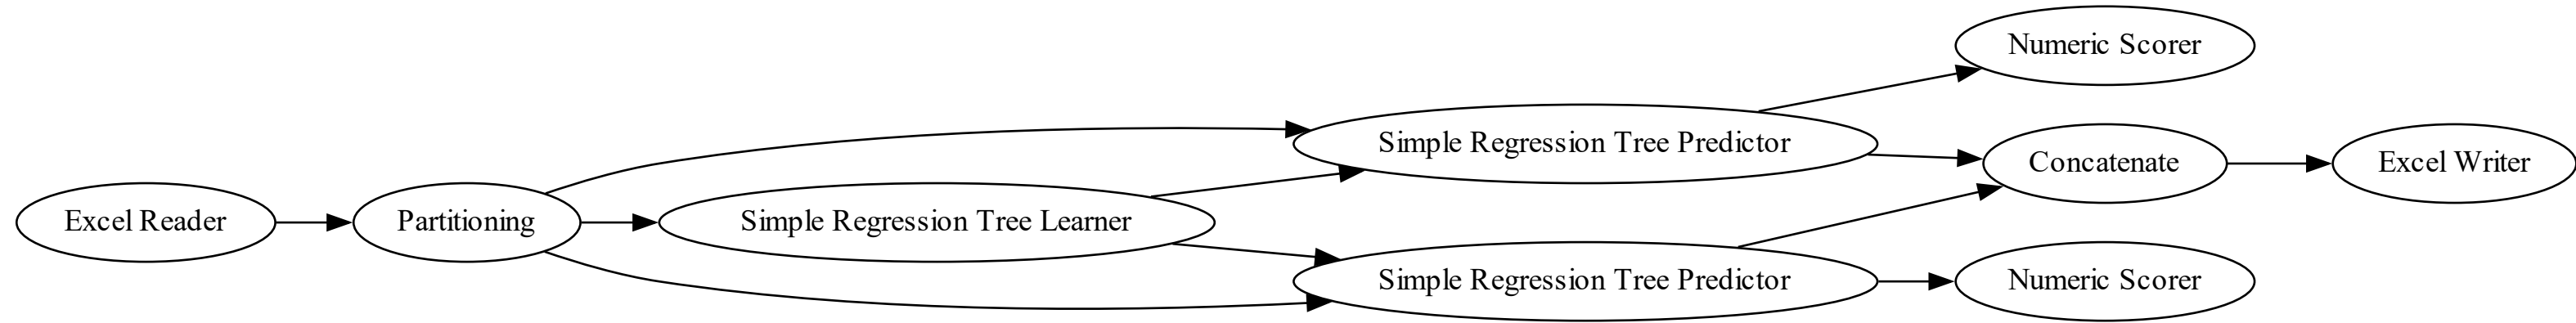 Excel Reader
Partitioning
Simple Regression Tree Learner
Simple Regression Tree Predictor
Simple Regression Tree Predictor
Numeric Scorer
Concatenate
Numeric Scorer
Excel Writer